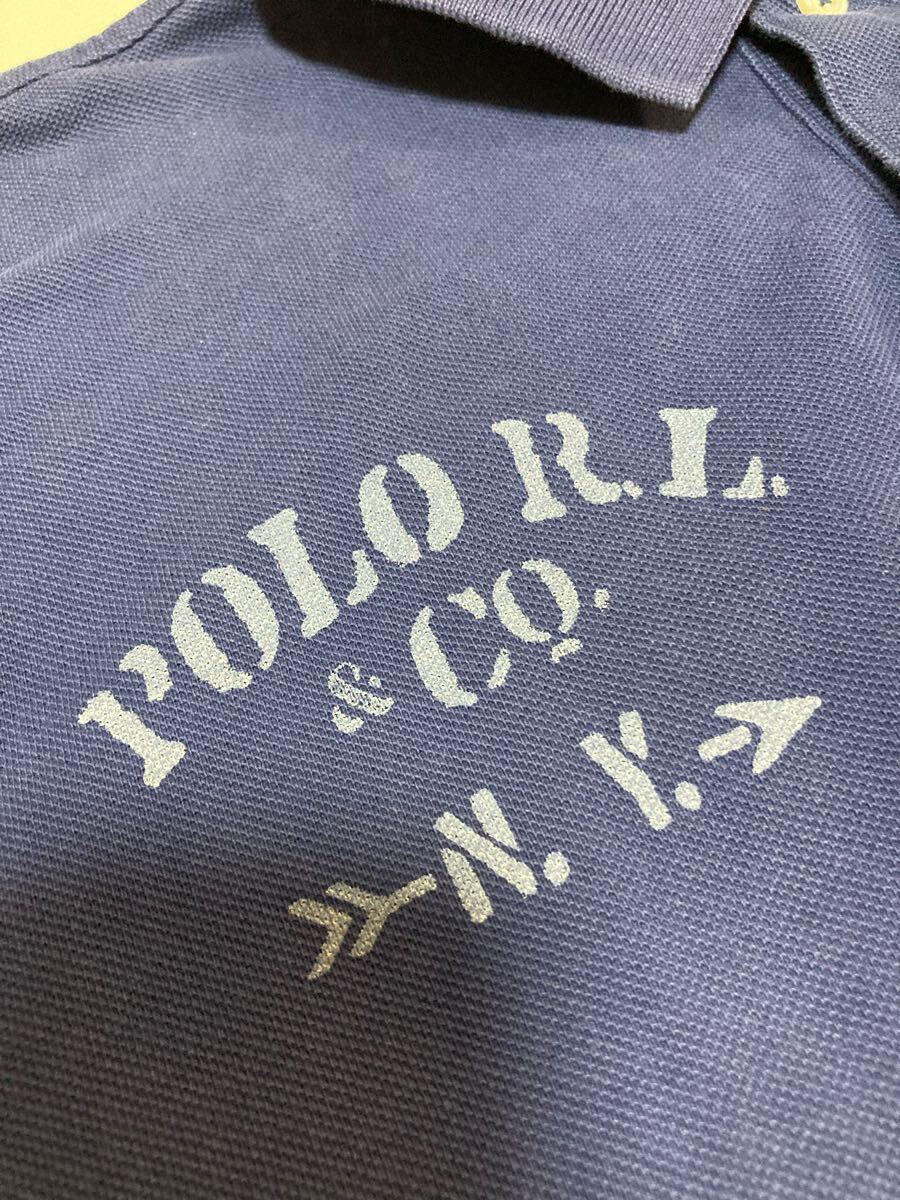 POLO R.L.
& CO.
N. Y.